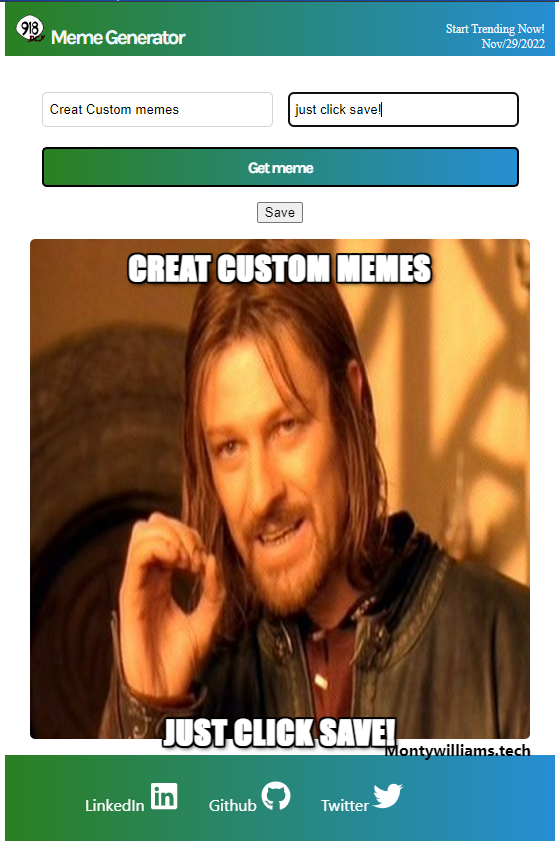 918
Meme Generator
Start Trending Now!
Nov/29/2022
Creat Custom memes
just click save!
Get meme
Save
CREAT CUSTOM MEMES
JUST CLICK SAVE!
Montywilliams.tech
LinkedIn
in
Github
Twitter